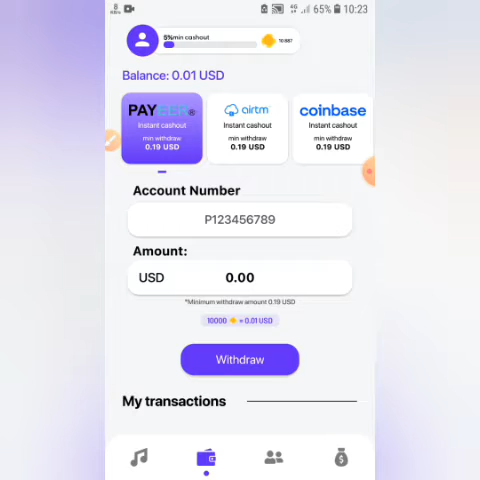 4G 65% 10:23
5%min cashout
10887
Balance: 0.01 USD
PAYEER®
Instant cashout
min withdraw
0.19 USD
airtm
Instant cashout
min withdraw
0.19 USD
coinbase
Instant cashout
min withdraw
0.19 USD
Account Number
P123456789
Amount:
USD 0.00
*Minimum withdraw amount 0.19 USD
10000 = 0.01 USD
Withdraw
My transactions